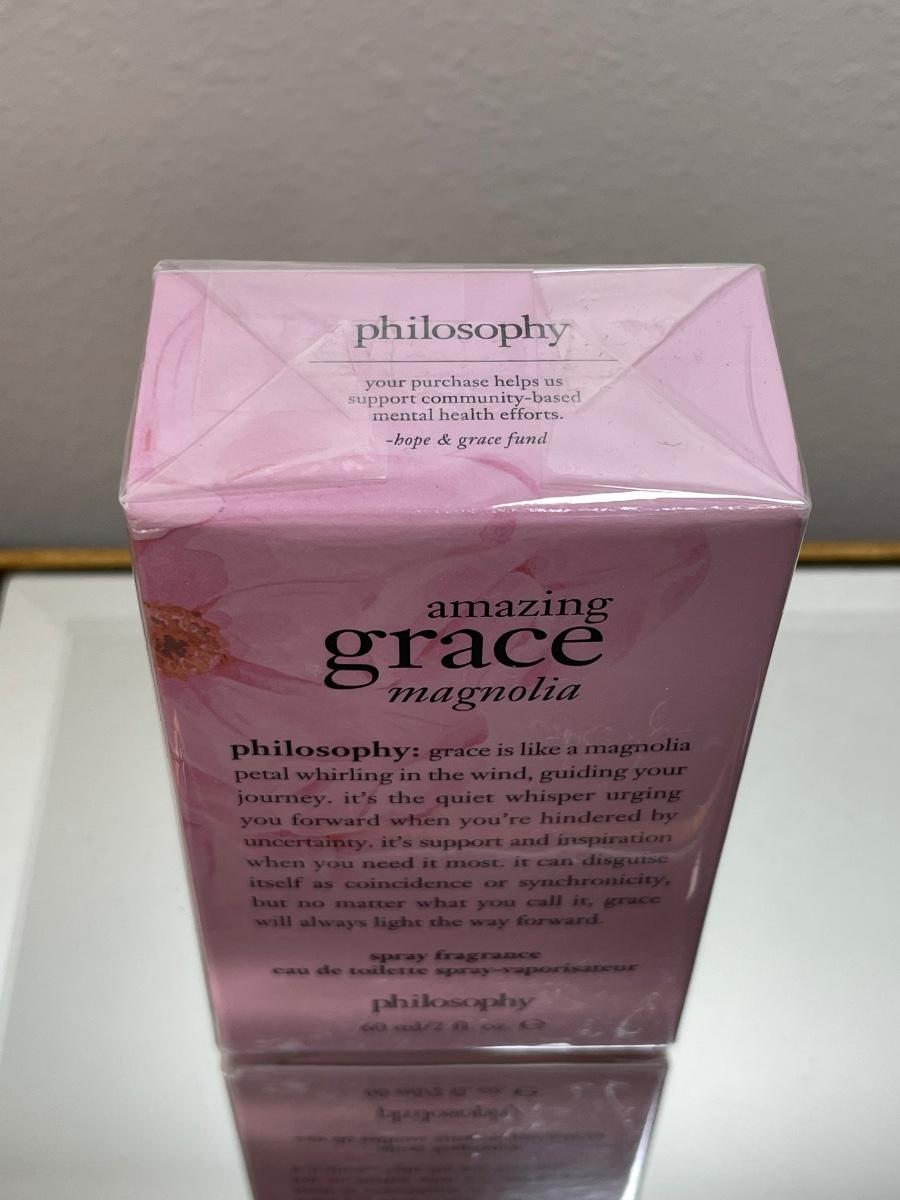 philosophy
your purchase helps us
support community-based
mental health efforts.
-hope & grace fund
amazing
grace
magnolia
philosophy: grace is like a magnolia
petal whirling in the wind, guiding your
journey. it's the quiet whisper urging
you forward when you're hindered by
uncertainty. it's support and inspiration
when you need it most. it can disguise
itself as coincidence or synchronicity,
but no matter what you call it, grace
will always light the way forward.
spray fragrance
eau de toilette spray-vaporisateur
philosophy
60 ml/2 fl. oz. ℮